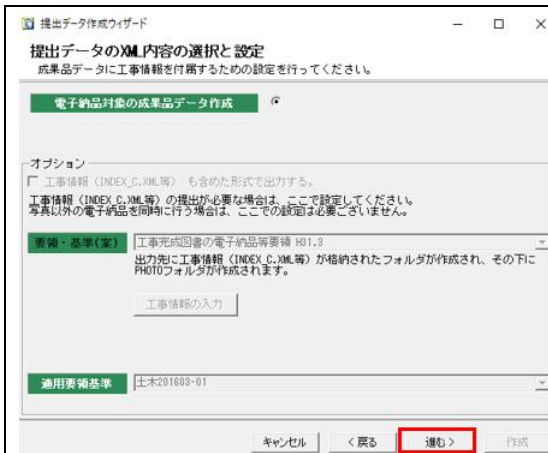 提出データ作成ウィザード
提出データのXML内容の選択と設定
成果品データに工事情報を付属するための設定を行ってください。
電子納品対象の成果品データ作成
オプション
工事情報（INDEX_C.XML等） も含めた形式で出力する。
工事情報（INDEX_C.XML等）の提出が必要な場合は、ここで設定してください。
写真以外の電子納品を同時に行う場合は、ここでの設定は必要ございません。
要領・基準(案) 工事完成図書の電子納品等要領 H31.3
出力先に工事情報（INDEX_C.XML等）が格納されたフォルダが作成され、その下に
PHOTOフォルダが作成されます。
工事情報の入力
適用要領基準 土木201603-01
キャンセル <戻る 進む> 作成